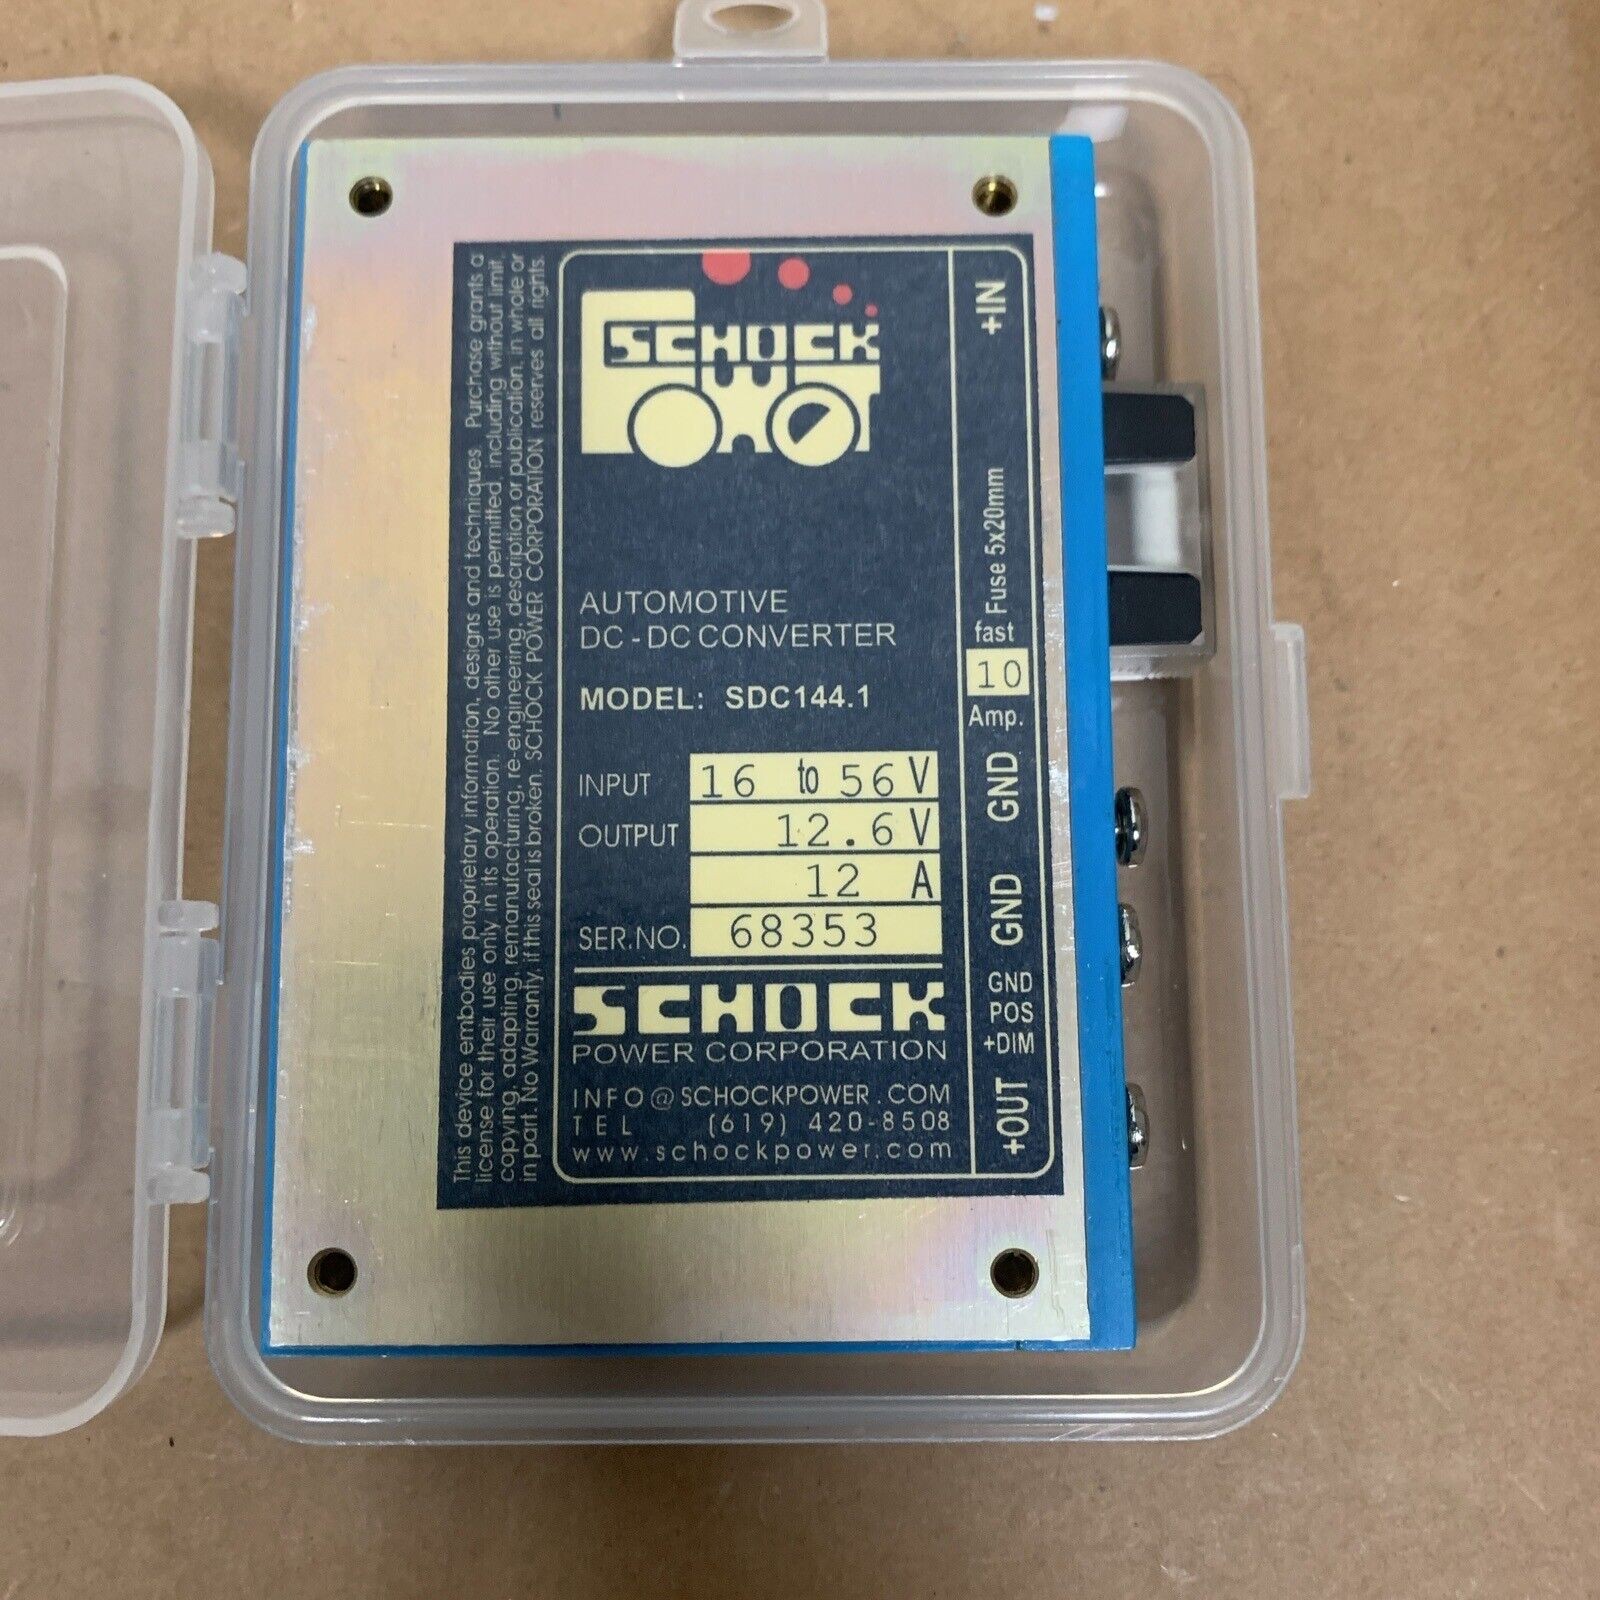 SCHOCK
POWER
AUTOMOTIVE
DC-DC CONVERTER
MODEL: SDC144.1
INPUT 16 to 56 V
OUTPUT 12.6 V
12 A
SER.NO. 68353
SCHOCK
POWER CORPORATION
INFO@SCHOCKPOWER.COM
TEL (619) 420-8508
www.schockpower.com
+IN
Fuse 5x20mm
fast
10
Amp.
GND
GND
GND
POS
+DIM
+OUT
This device embodies proprietary information, designs and techniques. Purchase grants a
license for their use only in its operation. No other use is permitted, including without limit,
copying, adapting, remanufacturing, re-engineering, description or publication, in whole or
in part. No Warranty, if this seal is broken. SCHOCK POWER CORPORATION reserves all rights.